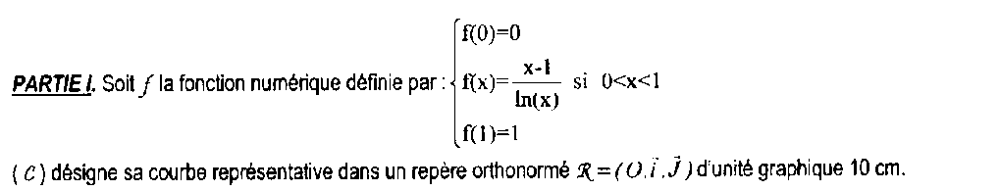 f(0)=0
PARTIE I. Soit f la fonction numérique définie par : f(x)= x-1 / ln(x) si 0<x<1
f(1)=1
( C ) désigne sa courbe représentative dans un repère orthonormé ℛ = ( O, i⃗, J⃗ ) d'unité graphique 10 cm.